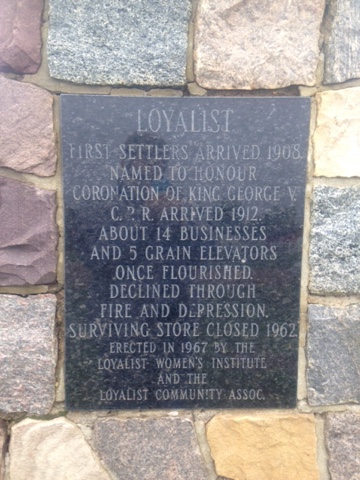 LOYALIST
FIRST SETTLERS ARRIVED 1908.
NAMED TO HONOUR
CORONATION OF KING GEORGE V.
C.P.R. ARRIVED 1912.
ABOUT 14 BUSINESSES
AND 5 GRAIN ELEVATORS
ONCE FLOURISHED.
DECLINED THROUGH
FIRE AND DEPRESSION.
SURVIVING STORE CLOSED 1962.
ERECTED IN 1967 BY THE
LOYALIST WOMEN'S INSTITUTE
AND THE
LOYALIST COMMUNITY ASSOC.